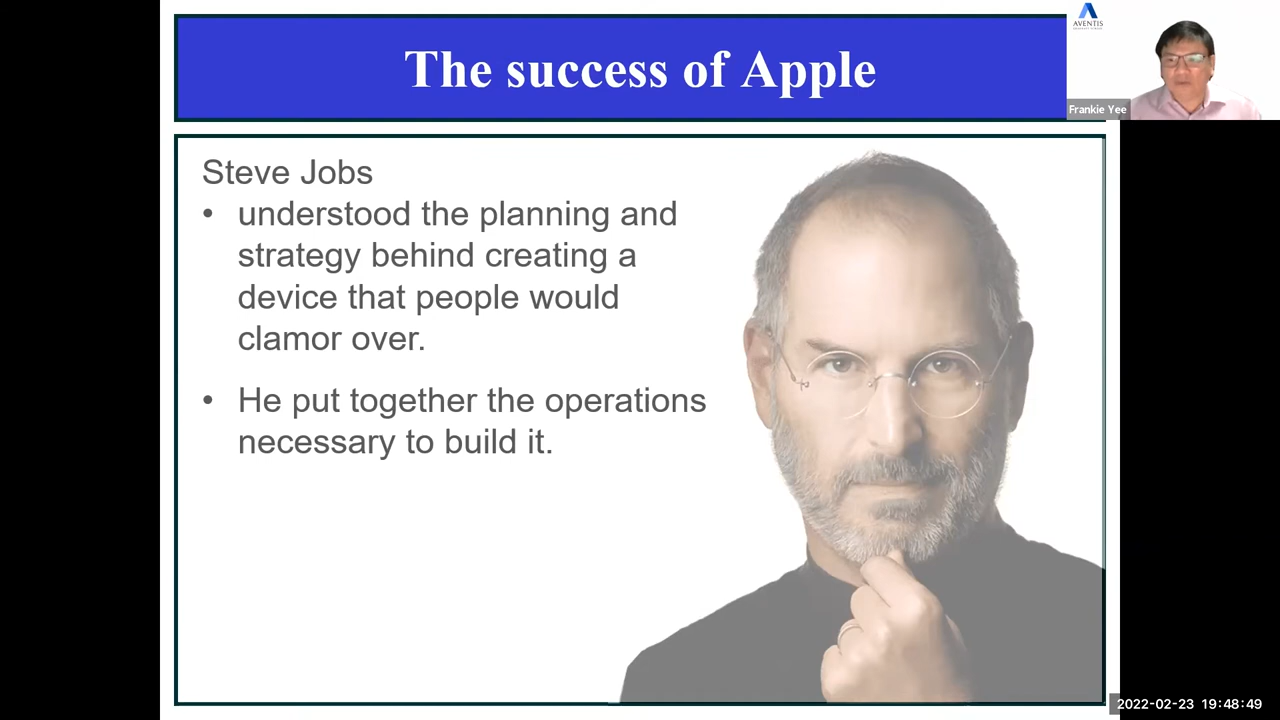 The success of Apple
AVENTIS
Frankie Yee
Steve Jobs
• understood the planning and
strategy behind creating a
device that people would
clamor over.
• He put together the operations
necessary to build it.
2022-02-23 19:48:49